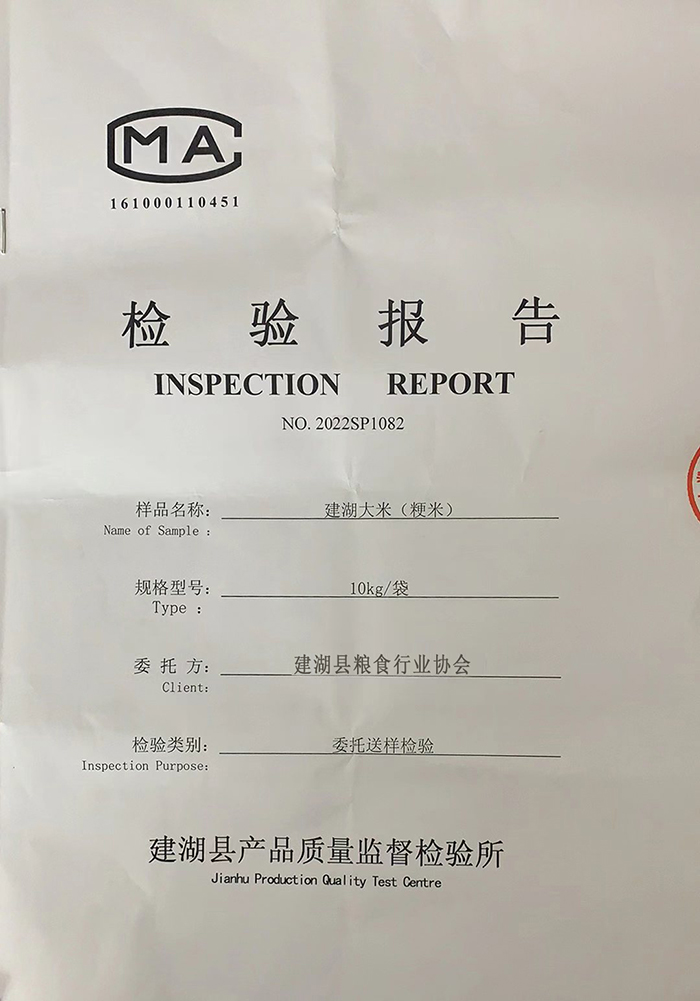 CMA
161000110451
检验报告
INSPECTION REPORT
NO. 2022SP1082
样品名称： 建湖大米（粳米）
Name of Sample :
规格型号： 10kg/袋
Type :
委托方： 建湖县粮食行业协会
Client:
检验类别： 委托送样检验
Inspection Purpose:
建湖县产品质量监督检验所
Jianhu Production Quality Test Centre